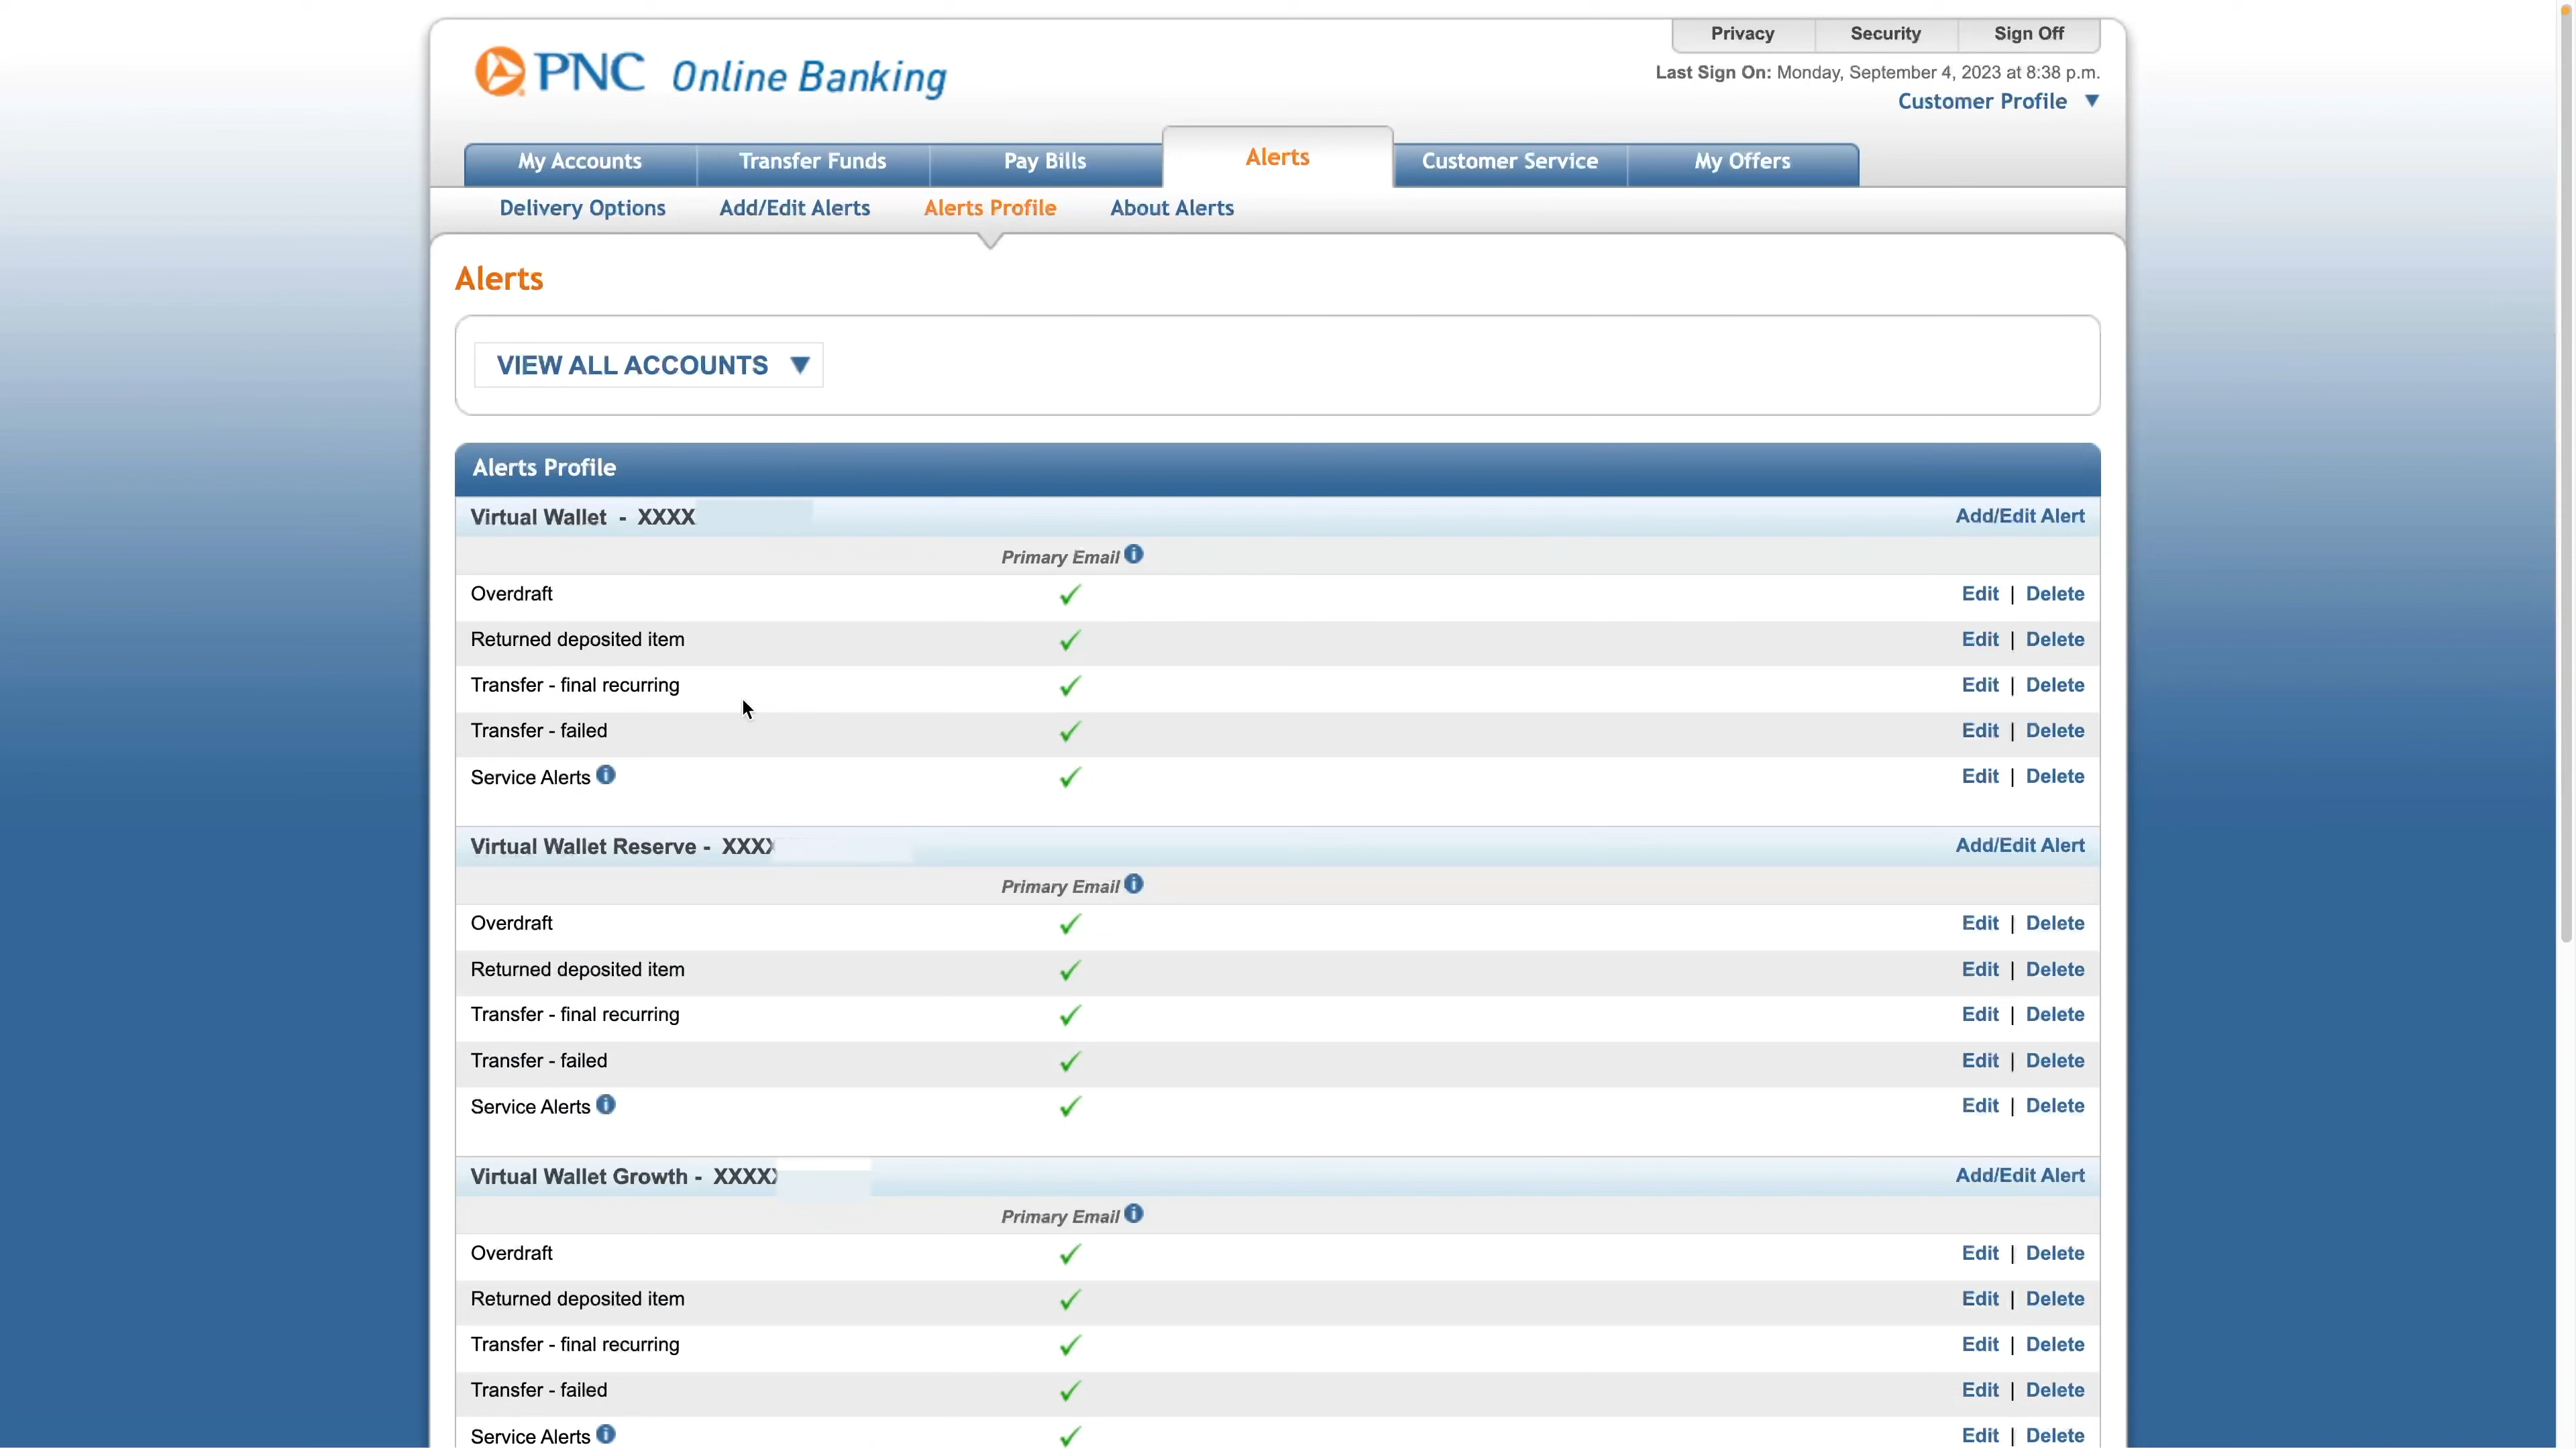 Privacy Security Sign Off
PNC Online Banking
Last Sign On: Monday, September 4, 2023 at 8:38 p.m.
Customer Profile
My Accounts Transfer Funds Pay Bills Alerts Customer Service My Offers
Delivery Options Add/Edit Alerts Alerts Profile About Alerts
Alerts
VIEW ALL ACCOUNTS
Alerts Profile
Virtual Wallet - XXXX Add/Edit Alert
Primary Email
Overdraft Edit | Delete
Returned deposited item Edit | Delete
Transfer - final recurring Edit | Delete
Transfer - failed Edit | Delete
Service Alerts Edit | Delete
Virtual Wallet Reserve - XXXX Add/Edit Alert
Primary Email
Overdraft Edit | Delete
Returned deposited item Edit | Delete
Transfer - final recurring Edit | Delete
Transfer - failed Edit | Delete
Service Alerts Edit | Delete
Virtual Wallet Growth - XXXXX Add/Edit Alert
Primary Email
Overdraft Edit | Delete
Returned deposited item Edit | Delete
Transfer - final recurring Edit | Delete
Transfer - failed Edit | Delete
Service Alerts Edit | Delete